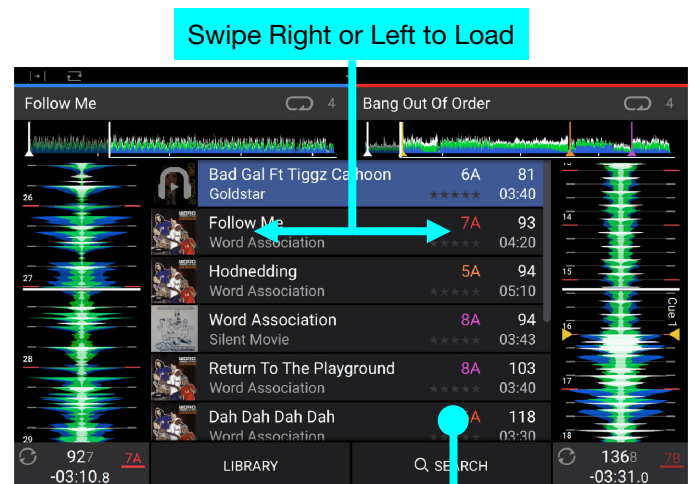 Swipe Right or Left to Load
Follow Me
4
Bang Out Of Order
4
Bad Gal Ft Tiggz Calhoon 6A 81
Goldstar 03:40
Follow Me 7A 93
Word Association 04:20
Hodnedding 5A 94
Word Association 05:10
Word Association 8A 94
Silent Movie 03:43
Return To The Playground 8A 103
Word Association 03:40
Dah Dah Dah Dah 118
Word Association 03:30
26
27
28
29
14
15
16
17
18
Cue 1
927 7A
-03:10.8
LIBRARY
SEARCH
1368 7B
-03:31.0